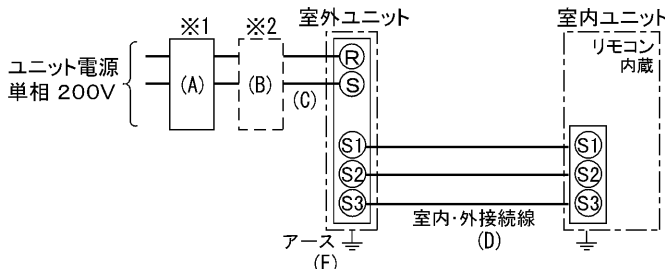 ※1
※2
室外ユニット
室内ユニット
リモコン
内蔵
ユニット電源
単相 200V
(A)
(B)
(C)
R
S
S1
S2
S3
S1
S2
S3
室内・外接続線
(D)
アース
(F)